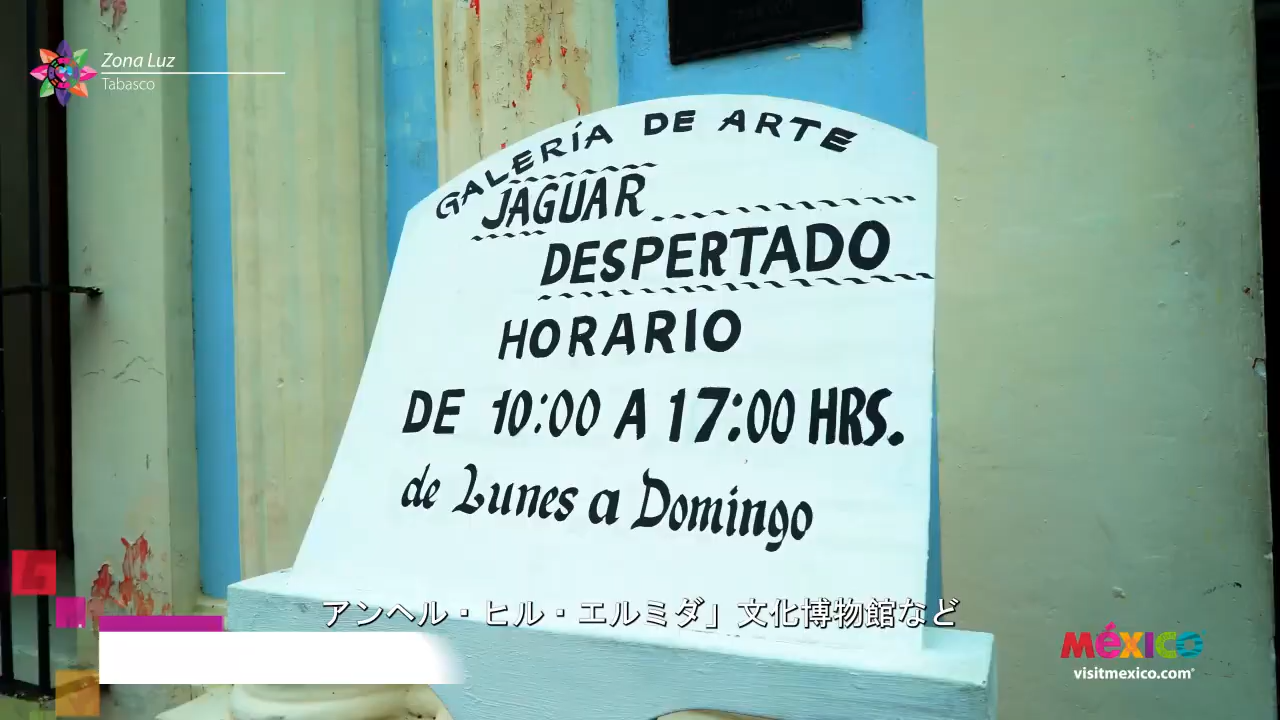 Zona Luz
Tabasco
GALERÍA DE ARTE
JAGUAR
DESPERTADO
HORARIO
DE 10:00 A 17:00 HRS.
de Lunes a Domingo
アンヘル・ヒル・エルミダ」文化博物館など
MéXICO
visitmexico.com®